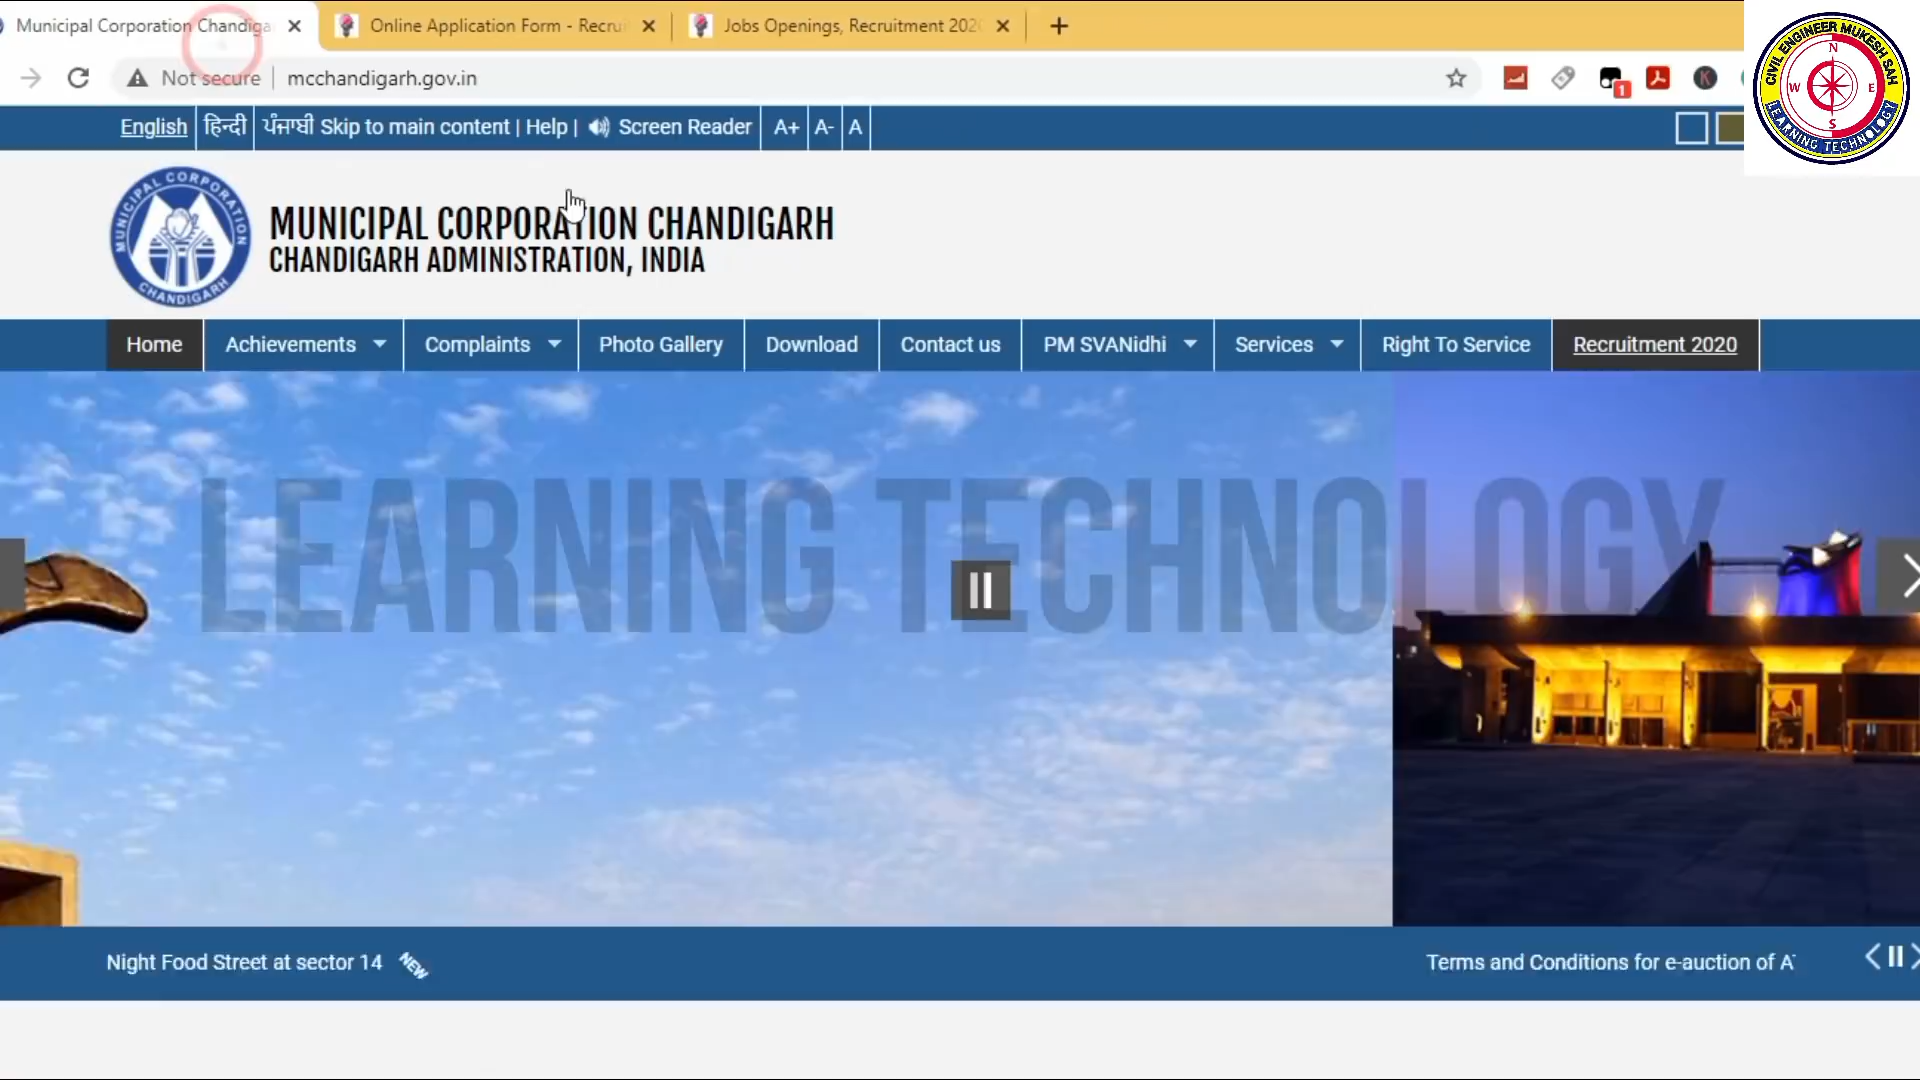 Municipal Corporation Chandiga
Online Application Form - Recru
Jobs Openings, Recruitment 202
Not secure | mcchandigarh.gov.in
1
K
CIVIL ENGINEER MUKESH SAH
N
W E
S
LEARNING TECHNOLOGY
English हिन्दी ਪੰਜਾਬੀ Skip to main content | Help | Screen Reader A+ A- A
MUNICIPAL CORPORATION
CHANDIGARH
MUNICIPAL CORPORATION CHANDIGARH
CHANDIGARH ADMINISTRATION, INDIA
Home Achievements Complaints Photo Gallery Download Contact us PM SVANidhi Services Right To Service Recruitment 2020
LEARNING TECHNOLOGY
Night Food Street at sector 14 NEW
Terms and Conditions for e-auction of A